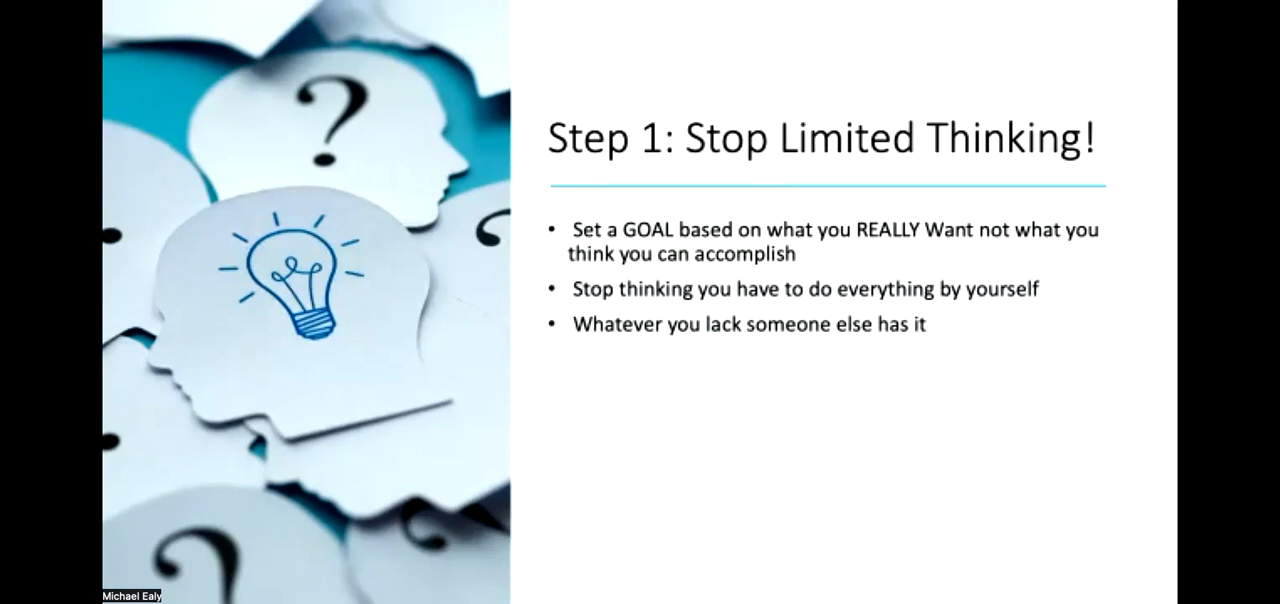 Step 1: Stop Limited Thinking!
• Set a GOAL based on what you REALLY Want not what you
think you can accomplish
• Stop thinking you have to do everything by yourself
• Whatever you lack someone else has it
?
?
Michael Ealy